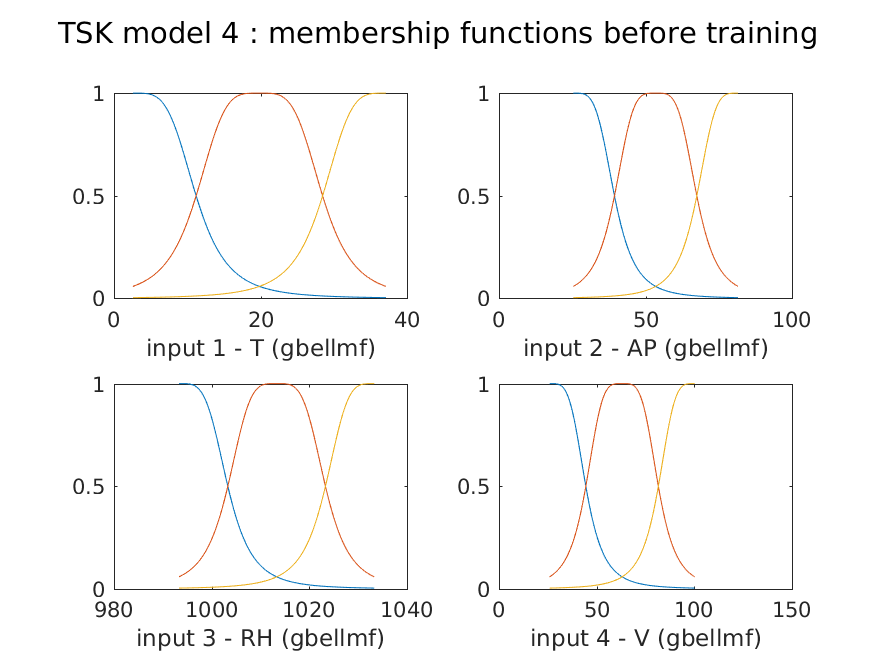 TSK model 4 : membership functions before training
1
0.5
0
0 20 40
input 1 - T (gbellmf)
1
0.5
0
0 50 100
input 2 - AP (gbellmf)
1
0.5
0
980 1000 1020 1040
input 3 - RH (gbellmf)
1
0.5
0
0 50 100 150
input 4 - V (gbellmf)